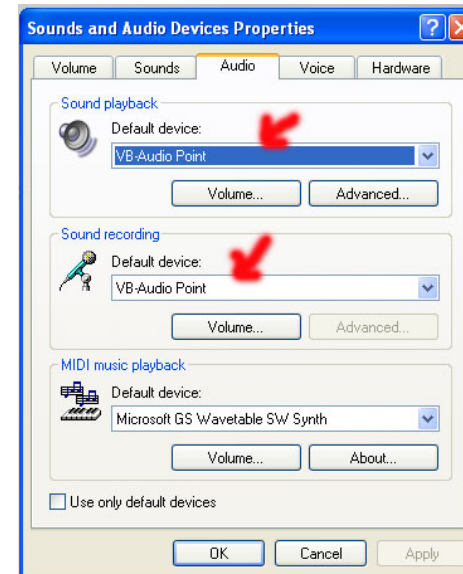 Sounds and Audio Devices Properties
Volume Sounds Audio Voice Hardware
Sound playback
Default device:
VB-Audio Point
Volume... Advanced...
Sound recording
Default device:
VB-Audio Point
Volume... Advanced...
MIDI music playback
Default device:
Microsoft GS Wavetable SW Synth
Volume... About...
Use only default devices
OK Cancel Apply